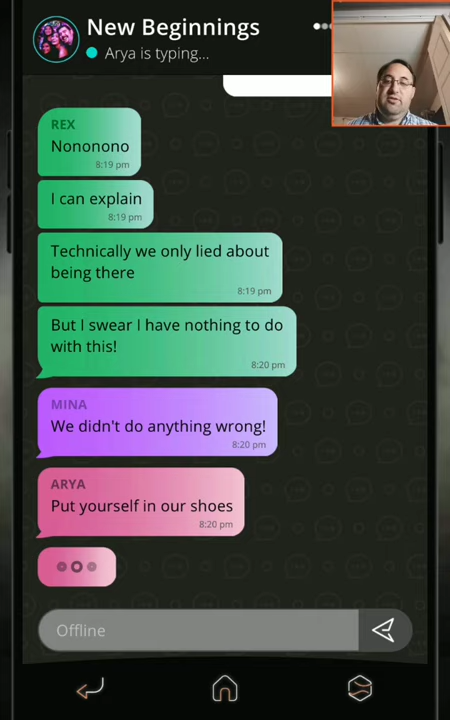 New Beginnings
Arya is typing...
REX
Nonononо
8:19 pm
I can explain
8:19 pm
Technically we only lied about
being there
8:19 pm
But I swear I have nothing to do
with this!
8:20 pm
MINA
We didn't do anything wrong!
8:20 pm
ARYA
Put yourself in our shoes
8:20 pm
Offline